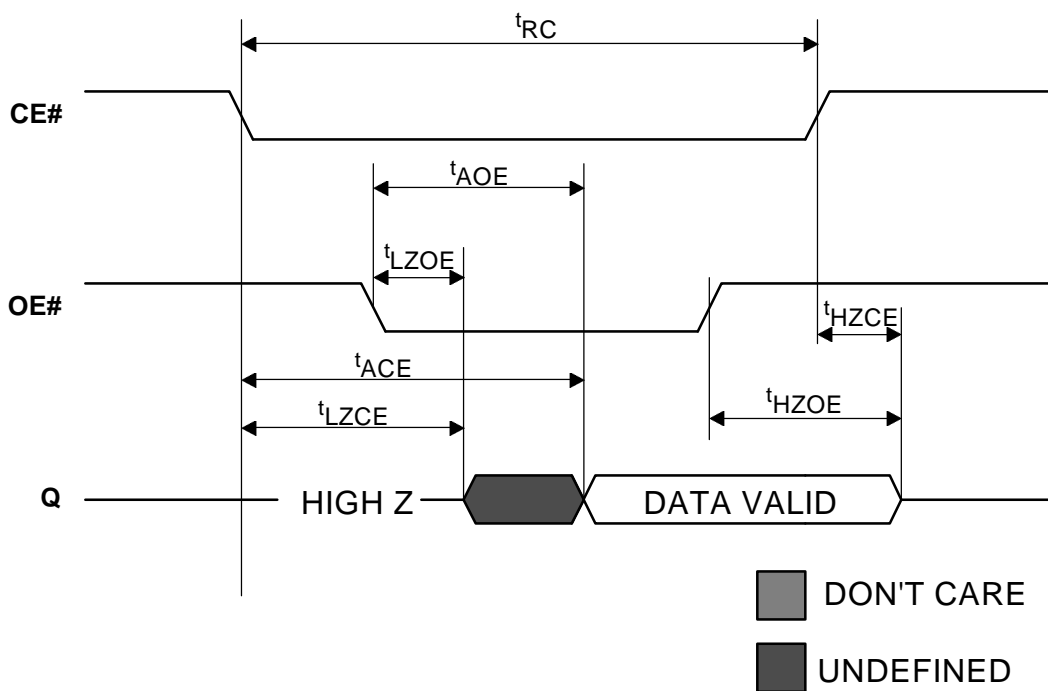 tRC
CE#
tAOE
tLZOE
OE#
tHZCE
tACE
tHZOE
tLZCE
Q
HIGH Z
DATA VALID
DON'T CARE
UNDEFINED